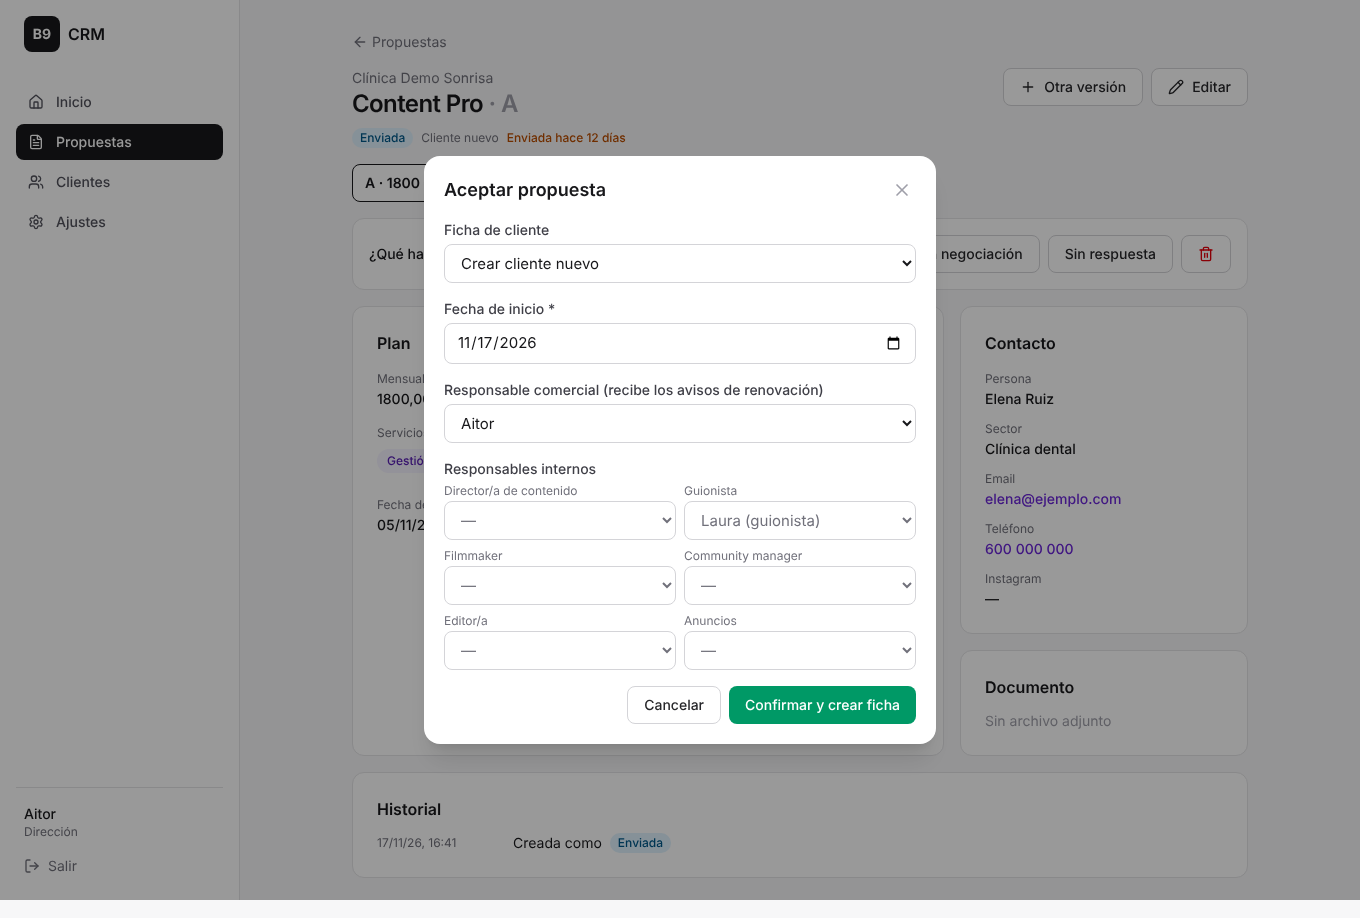 B9 CRM
Inicio
Propuestas
Clientes
Ajustes
Aitor
Dirección
Salir
← Propuestas
Clínica Demo Sonrisa
Content Pro · A
Otra versión
Editar
Enviada Cliente nuevo Enviada hace 12 días
A · 1800
¿Qué ha
negociación
Sin respuesta
Aceptar propuesta
Ficha de cliente
Crear cliente nuevo
Fecha de inicio *
11/17/2026
Responsable comercial (recibe los avisos de renovación)
Aitor
Responsables internos
Director/a de contenido
—
Guionista
Laura (guionista)
Filmmaker
—
Community manager
—
Editor/a
—
Anuncios
—
Cancelar
Confirmar y crear ficha
Plan
Mensual
1800,0
Servicio
Gestió
Fecha de
05/11/2
Contacto
Persona
Elena Ruiz
Sector
Clínica dental
Email
elena@ejemplo.com
Teléfono
600 000 000
Instagram
—
Documento
Sin archivo adjunto
Historial
17/11/26, 16:41 Creada como Enviada